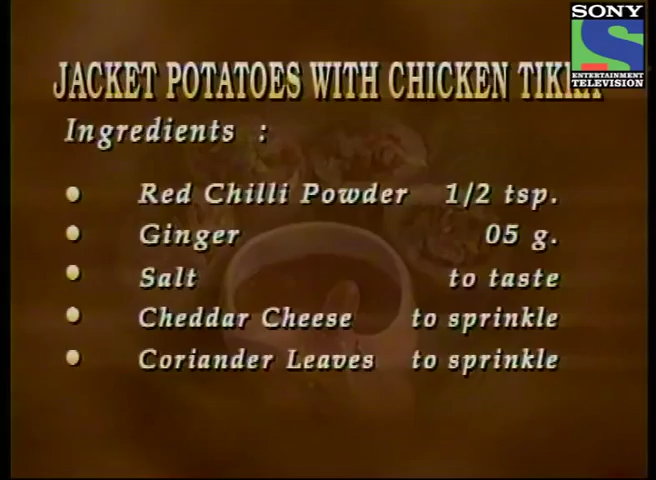 SONY
ENTERTAINMENT
TELEVISION
JACKET POTATOES WITH CHICKEN
Ingredients :
Red Chilli Powder 1/2 tsp.
Ginger 05 g.
Salt to taste
Cheddar Cheese to sprinkle
Coriander Leaves to sprinkle